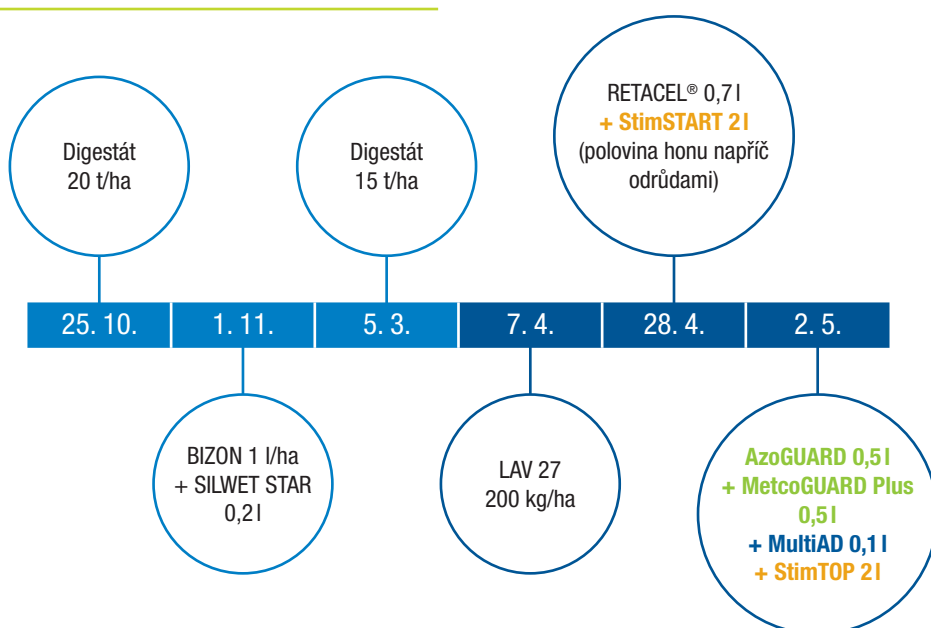 Digestát
20 t/ha
Digestát
15 t/ha
RETACEL® 0,7 l
+ StimSTART 2 l
(polovina honu napříč
odrůdami)
25. 10.
1. 11.
5. 3.
7. 4.
28. 4.
2. 5.
BIZON 1 l/ha
+ SILWET STAR
0,2 l
LAV 27
200 kg/ha
AzoGUARD 0,5 l
+ MetcoGUARD Plus
0,5 l
+ MultiAD 0,1 l
+ StimTOP 2 l